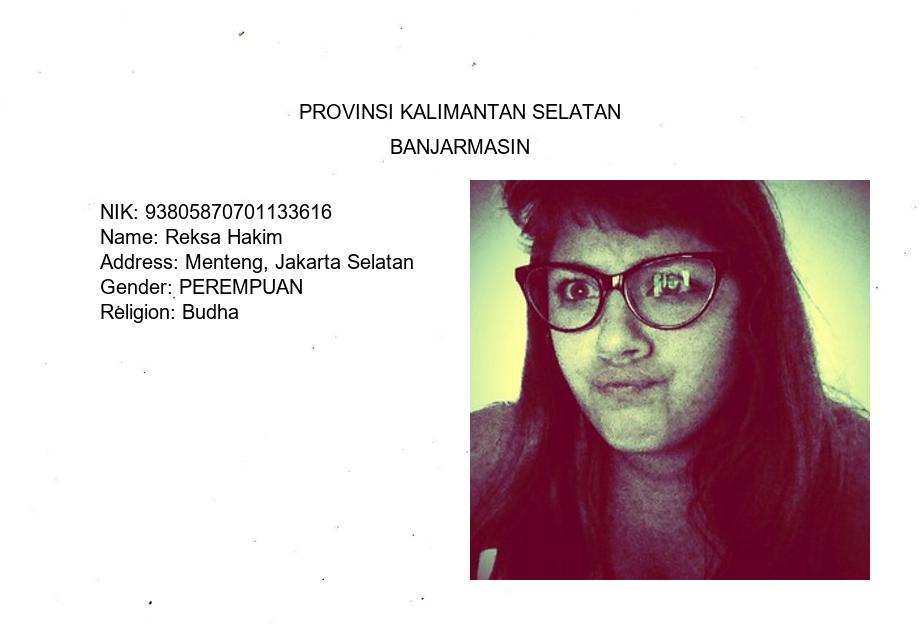 PROVINSI KALIMANTAN SELATAN
BANJARMASIN
NIK: 93805870701133616
Name: Reksa Hakim
Address: Menteng, Jakarta Selatan
Gender: PEREMPUAN
Religion: Budha